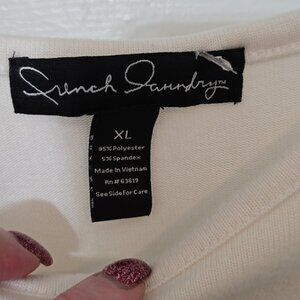 French Laundry™
XL
95% Polyester
5% Spandex
Made In Vietnam
Rn# 63619
See Side For Care